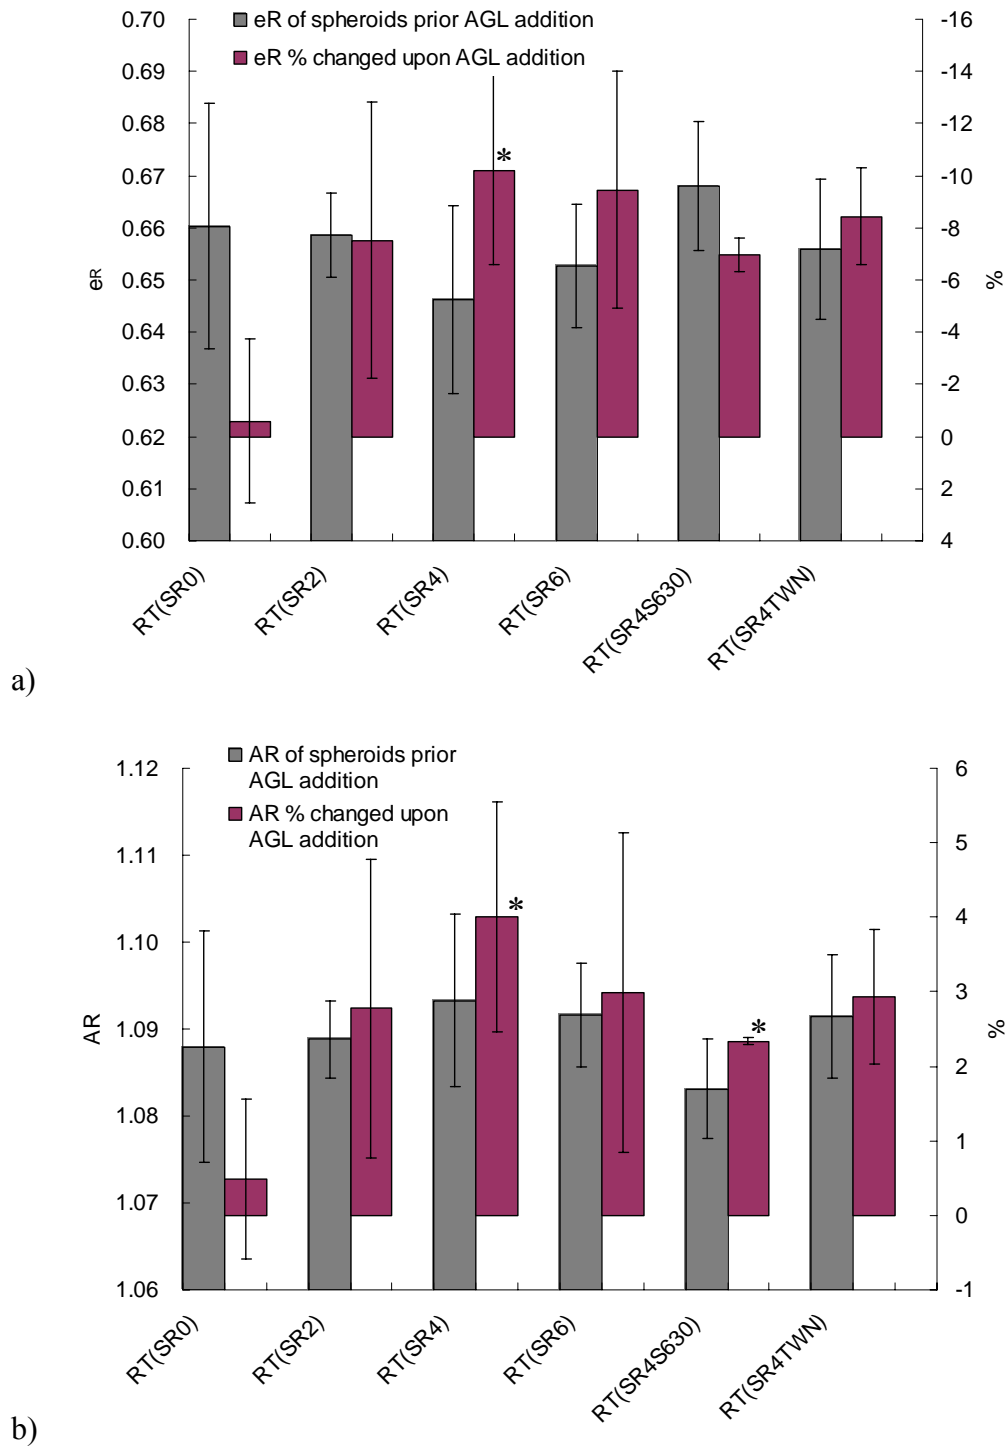 eR of spheroids prior AGL addition
eR % changed upon AGL addition
0.70
0.69
0.68
0.67
0.66
0.65
0.64
0.63
0.62
0.61
0.60
eR
-16
-14
-12
-10
-8
-6
-4
-2
0
2
4
%
*
RT(SR0)
RT(SR2)
RT(SR4)
RT(SR6)
RT(SR4S630)
RT(SR4TWN)
a)
AR of spheroids prior
AGL addition
AR % changed upon
AGL addition
1.12
1.11
1.10
1.09
1.08
1.07
1.06
AR
6
5
4
3
2
1
0
-1
%
*
*
RT(SR0)
RT(SR2)
RT(SR4)
RT(SR6)
RT(SR4S630)
RT(SR4TWN)
b)